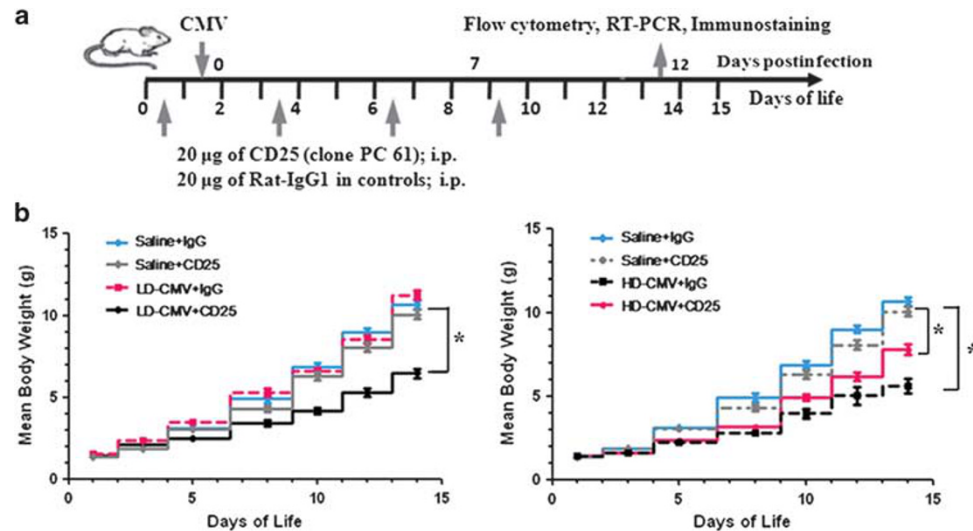 a
CMV
Flow cytometry, RT-PCR, Immunostaining
0 7 12 Days postinfection
0 2 4 6 8 10 12 14 15 Days of life
20 µg of CD25 (clone PC 61); i.p.
20 µg of Rat-IgG1 in controls; i.p.
b
Mean Body Weight (g)
15
10
5
0
Saline+IgG
Saline+CD25
LD-CMV+IgG
LD-CMV+CD25
*
0 5 10 15
Days of Life
Mean Body Weight (g)
15
10
5
0
Saline+IgG
Saline+CD25
HD-CMV+IgG
HD-CMV+CD25
*
*
0 5 10 15
Days of Life